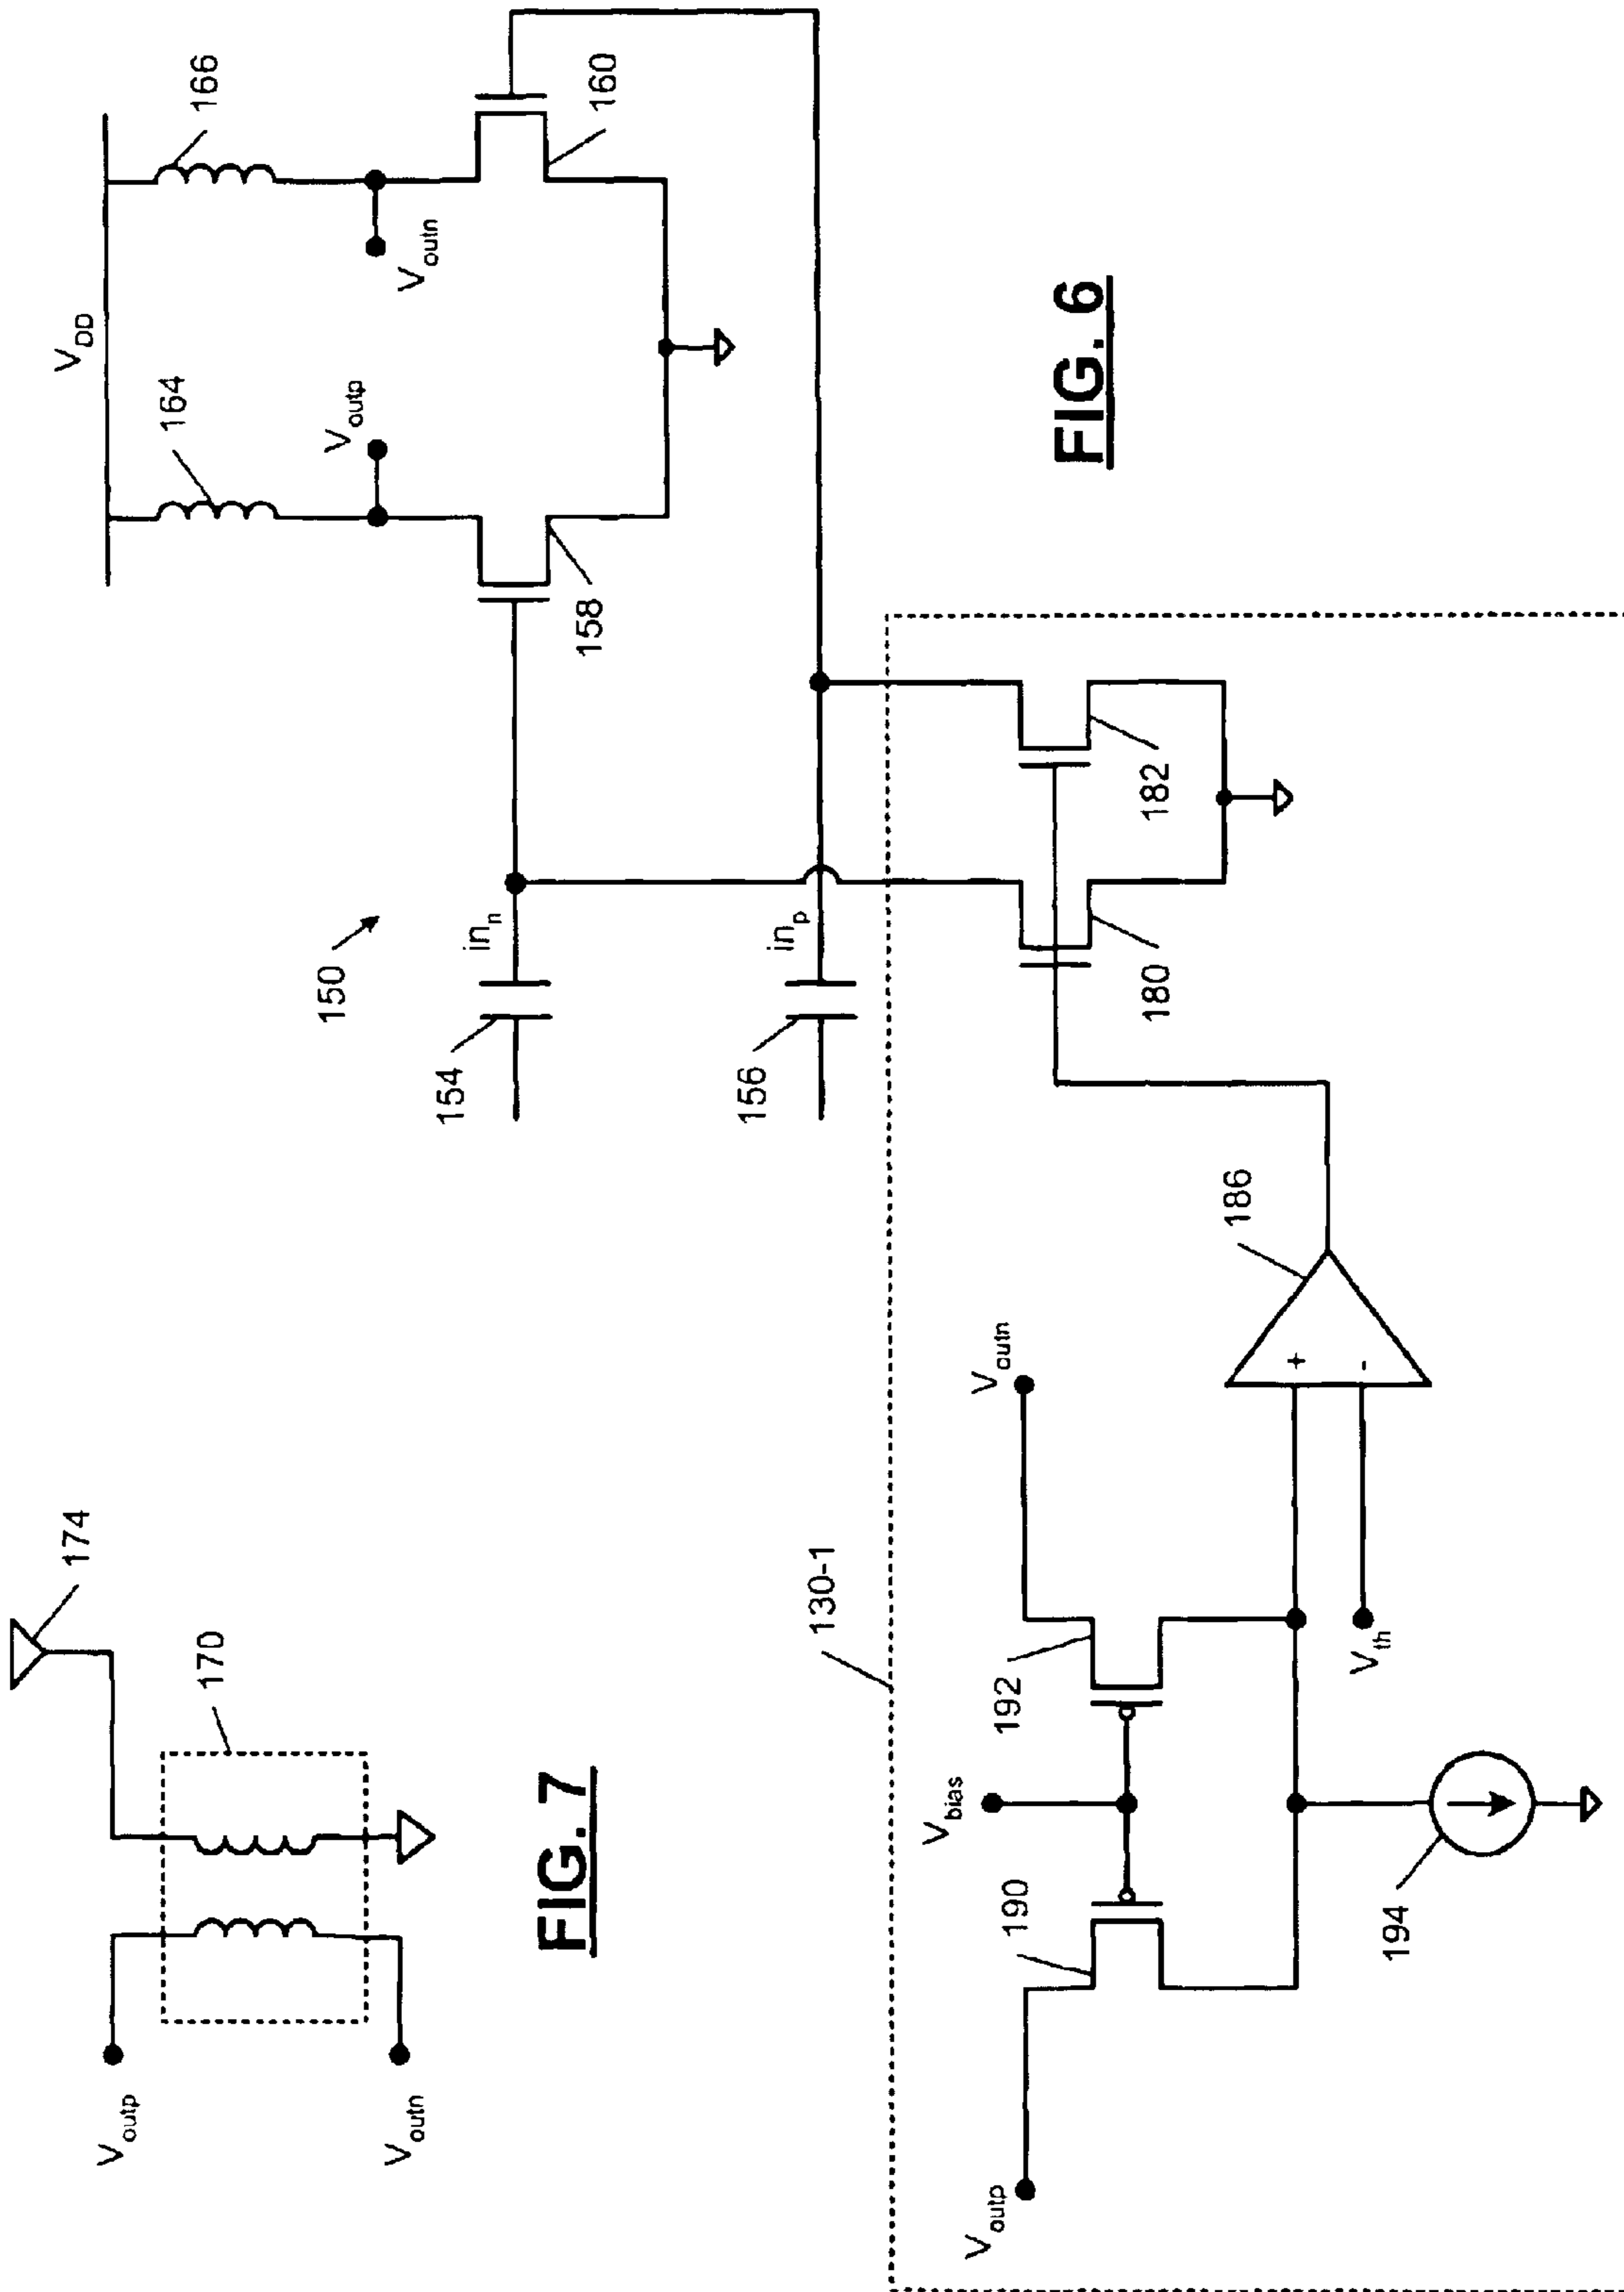 V_DD
164
166
V_outp
V_outn
158
160
150
in_n
154
in_p
156
180
182
186
+
-
V_th
130-1
V_outn
192
V_bias
190
V_outp
194
FIG. 6
174
170
V_outp
V_outn
FIG. 7